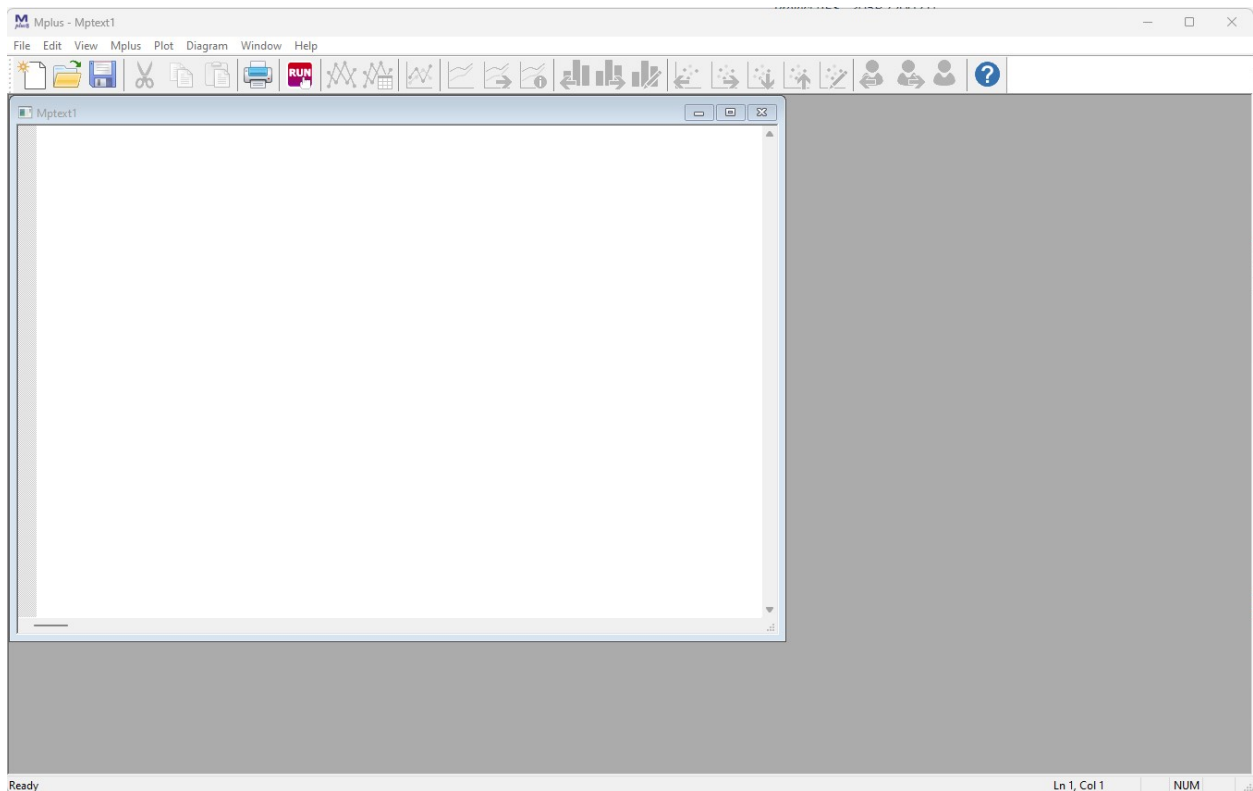 Mplus - Mptext1
File Edit View Mplus Plot Diagram Window Help
RUN
Mptext1
Ready
Ln 1, Col 1
NUM